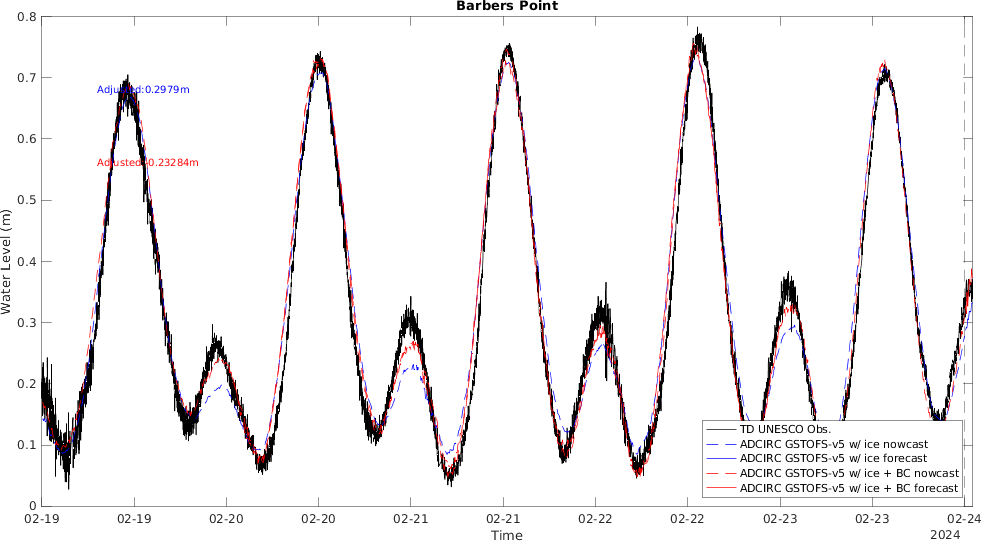 Barbers Point
0.8
0.7
0.6
0.5
0.4
0.3
0.2
0.1
0
Water Level (m)
Adjusted:0.2979m
Adjusted:-0.23284m
TD UNESCO Obs.
ADCIRC GSTOFS-v5 w/ ice nowcast
ADCIRC GSTOFS-v5 w/ ice forecast
ADCIRC GSTOFS-v5 w/ ice + BC nowcast
ADCIRC GSTOFS-v5 w/ ice + BC forecast
02-19 02-19 02-20 02-20 02-21 02-21 02-22 02-22 02-23 02-23 02-24
2024
Time